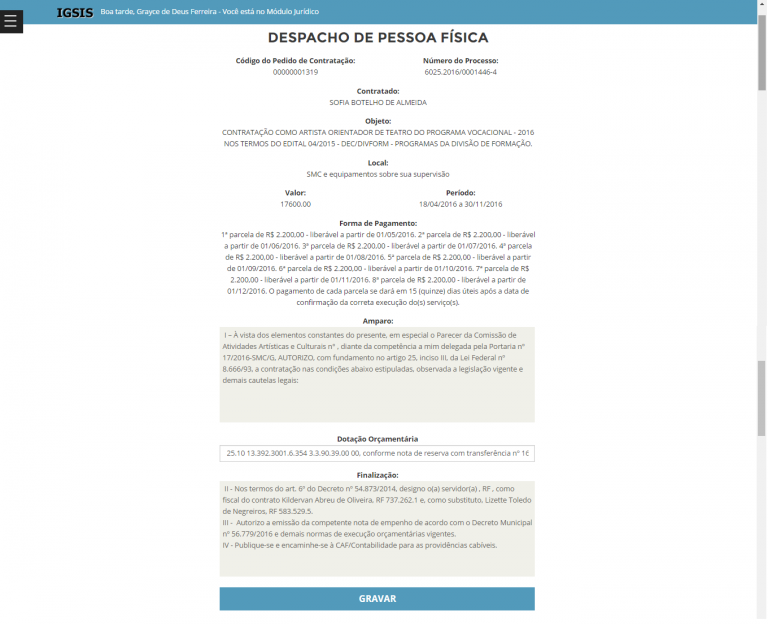 IGSIS Boa tarde, Grayce de Deus Ferreira - Você está no Módulo Jurídico
DESPACHO DE PESSOA FÍSICA
Código do Pedido de Contratação: Número do Processo:
00000001319 6025.2016/0001446-4
Contratado:
SOFIA BOTELHO DE ALMEIDA
Objeto:
CONTRATAÇÃO COMO ARTISTA ORIENTADOR DE TEATRO DO PROGRAMA VOCACIONAL - 2016
NOS TERMOS DO EDITAL 04/2015 - DEC/DIVFORM - PROGRAMAS DA DIVISÃO DE FORMAÇÃO.
Local:
SMC e equipamentos sobre sua supervisão
Valor: Período:
17600.00 18/04/2016 a 30/11/2016
Forma de Pagamento:
1ª parcela de R$ 2.200,00 - liberável a partir de 01/05/2016. 2ª parcela de R$ 2.200,00 - liberável
a partir de 01/06/2016. 3ª parcela de R$ 2.200,00 - liberável a partir de 01/07/2016. 4ª parcela
de R$ 2.200,00 - liberável a partir de 01/08/2016. 5ª parcela de R$ 2.200,00 - liberável a partir
de 01/09/2016. 6ª parcela de R$ 2.200,00 - liberável a partir de 01/10/2016. 7ª parcela de R$
2.200,00 - liberável a partir de 01/11/2016. 8ª parcela de R$ 2.200,00 - liberável a partir de
01/12/2016. O pagamento de cada parcela se dará em 15 (quinze) dias úteis após a data de
confirmação da correta execução do(s) serviço(s).
Amparo:
I – À vista dos elementos constantes do presente, em especial o Parecer da Comissão de
Atividades Artísticas e Culturais nº , diante da competência a mim delegada pela Portaria nº
17/2016-SMC/G, AUTORIZO, com fundamento no artigo 25, inciso III, da Lei Federal nº
8.666/93, a contratação nas condições abaixo estipuladas, observada a legislação vigente e
demais cautelas legais:
Dotação Orçamentária
25.10 13.392.3001.6.354 3.3.90.39.00 00, conforme nota de reserva com transferência nº 16
Finalização:
II - Nos termos do art. 6º do Decreto nº 54.873/2014, designo o(a) servidor(a) , RF , como
fiscal do contrato Kildervan Abreu de Oliveira, RF 737.262.1 e, como substituto, Lizette Toledo
de Negreiros, RF 583.529.5.
III - Autorizo a emissão da competente nota de empenho de acordo com o Decreto Municipal
nº 56.779/2016 e demais normas de execução orçamentárias vigentes.
IV - Publique-se e encaminhe-se à CAF/Contabilidade para as providências cabíveis.
GRAVAR